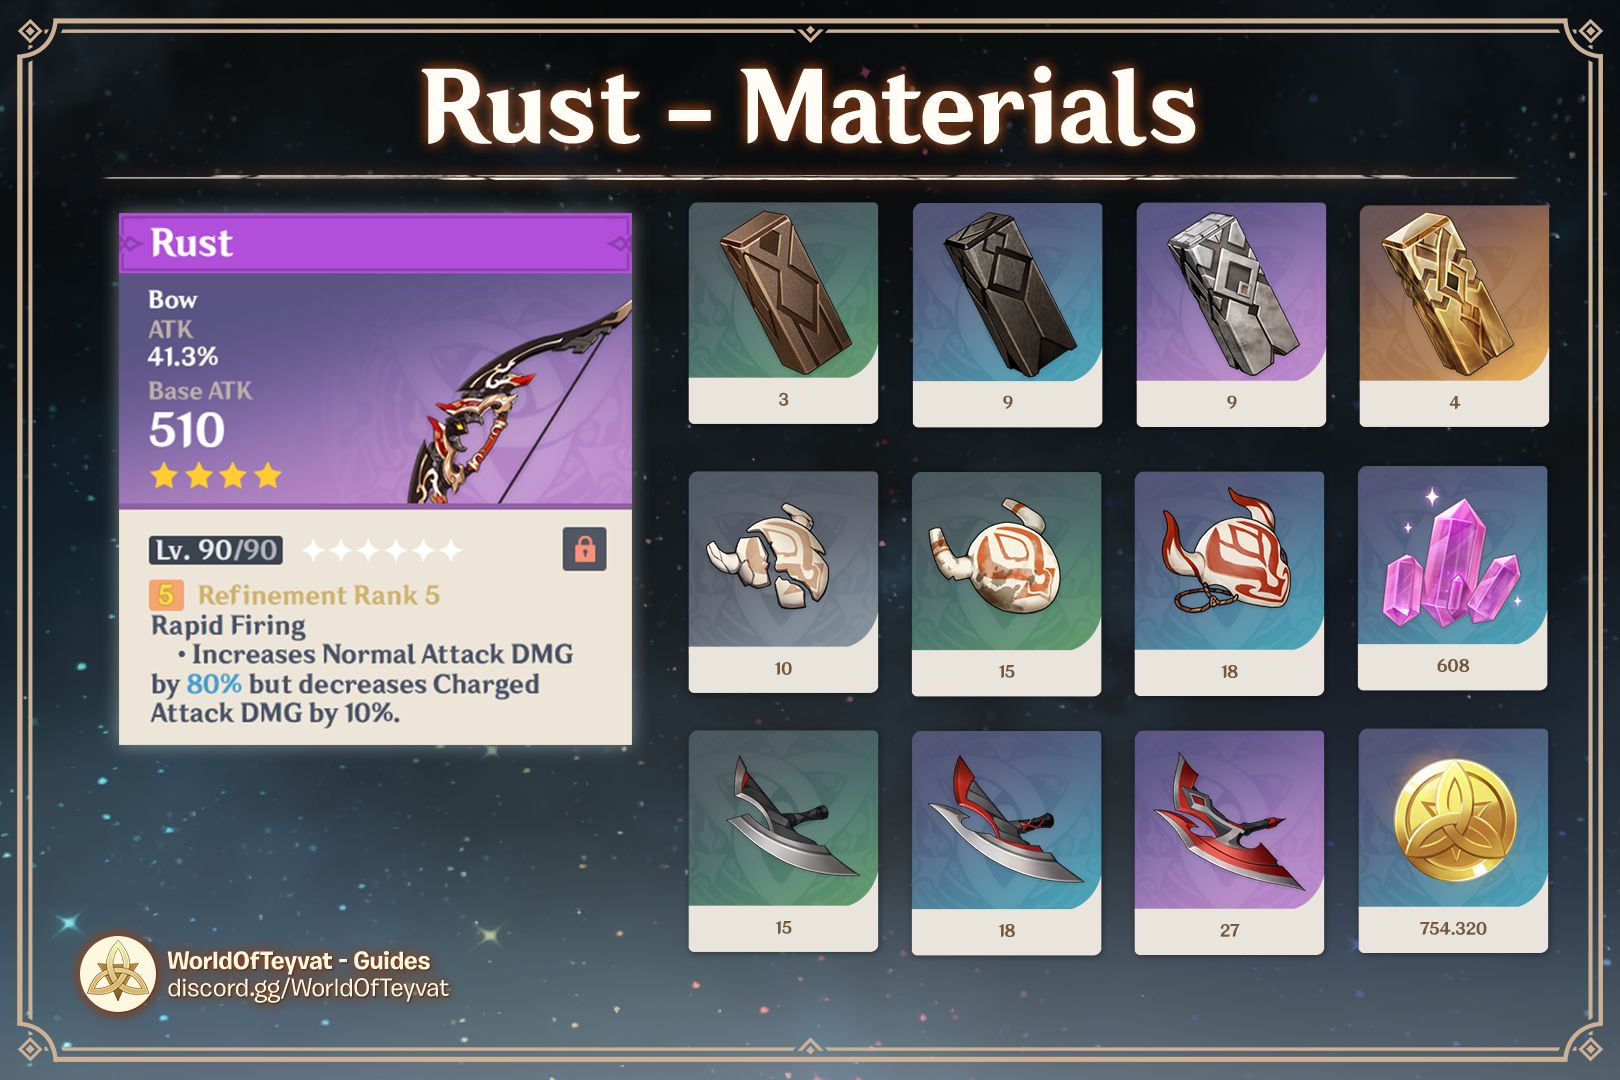 Rust - Materials
Rust
Bow
ATK
41.3%
Base ATK
510
Lv. 90/90
5 Refinement Rank 5
Rapid Firing
• Increases Normal Attack DMG
by 80% but decreases Charged
Attack DMG by 10%.
3
9
9
4
10
15
18
608
15
18
27
754.320
WorldOfTeyvat - Guides
discord.gg/WorldOfTeyvat